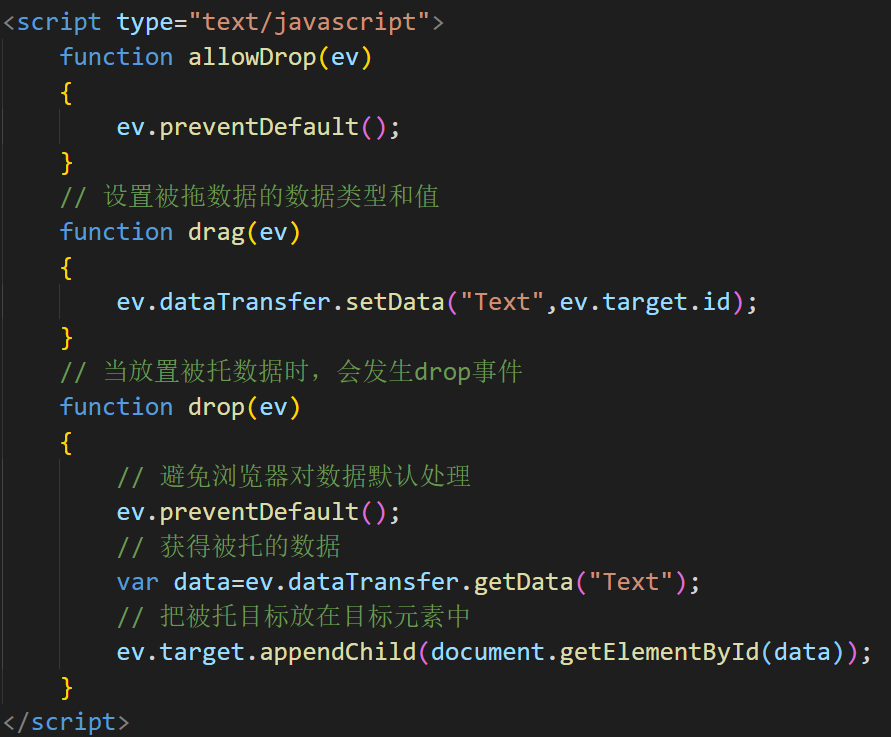 <script type="text/javascript">
function allowDrop(ev)
{
ev.preventDefault();
}
// 设置被拖数据的数据类型和值
function drag(ev)
{
ev.dataTransfer.setData("Text",ev.target.id);
}
// 当放置被托数据时，会发生drop事件
function drop(ev)
{
// 避免浏览器对数据默认处理
ev.preventDefault();
// 获得被托的数据
var data=ev.dataTransfer.getData("Text");
// 把被托目标放在目标元素中
ev.target.appendChild(document.getElementById(data));
}
</script>